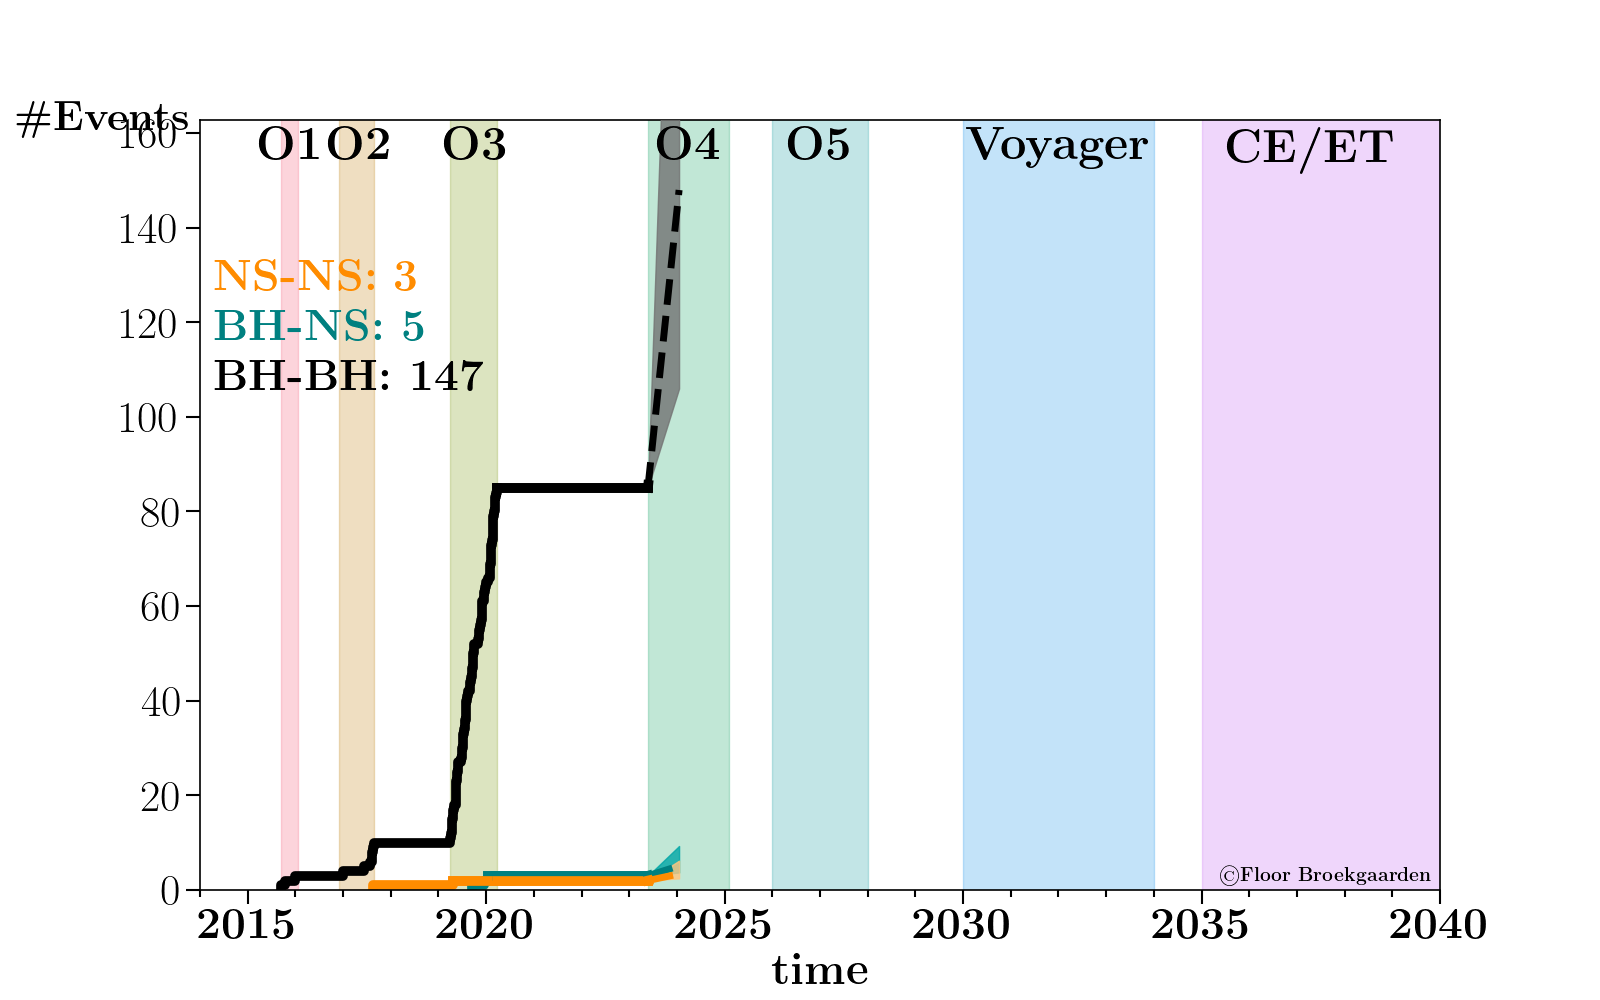 #Events
160
O1 O2 O3 O4 O5 Voyager CE/ET
140
NS-NS: 3
BH-NS: 5
120
BH-BH: 147
100
80
60
40
20
0
©Floor Broekgaarden
2015 2020 2025 2030 2035 2040
time